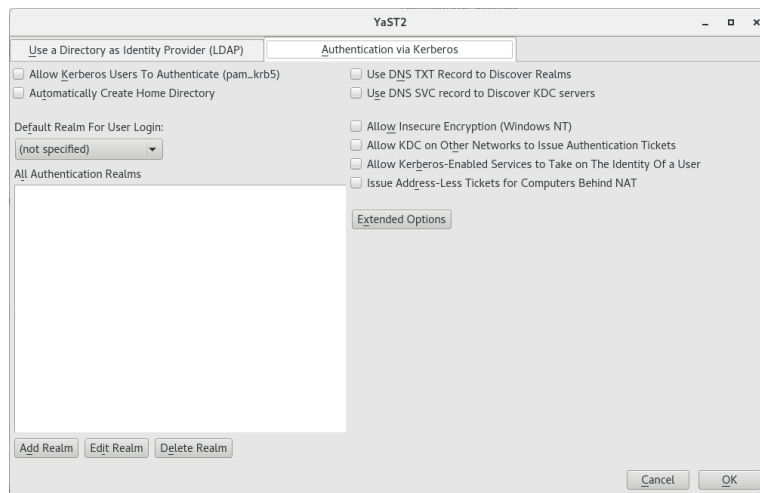 YaST2
Use a Directory as Identity Provider (LDAP)
Authentication via Kerberos
Allow Kerberos Users To Authenticate (pam_krb5)
Automatically Create Home Directory
Use DNS TXT Record to Discover Realms
Use DNS SVC record to Discover KDC servers
Default Realm For User Login:
(not specified)
All Authentication Realms
Allow Insecure Encryption (Windows NT)
Allow KDC on Other Networks to Issue Authentication Tickets
Allow Kerberos-Enabled Services to Take on The Identity Of a User
Issue Address-Less Tickets for Computers Behind NAT
Extended Options
Add Realm
Edit Realm
Delete Realm
Cancel
OK